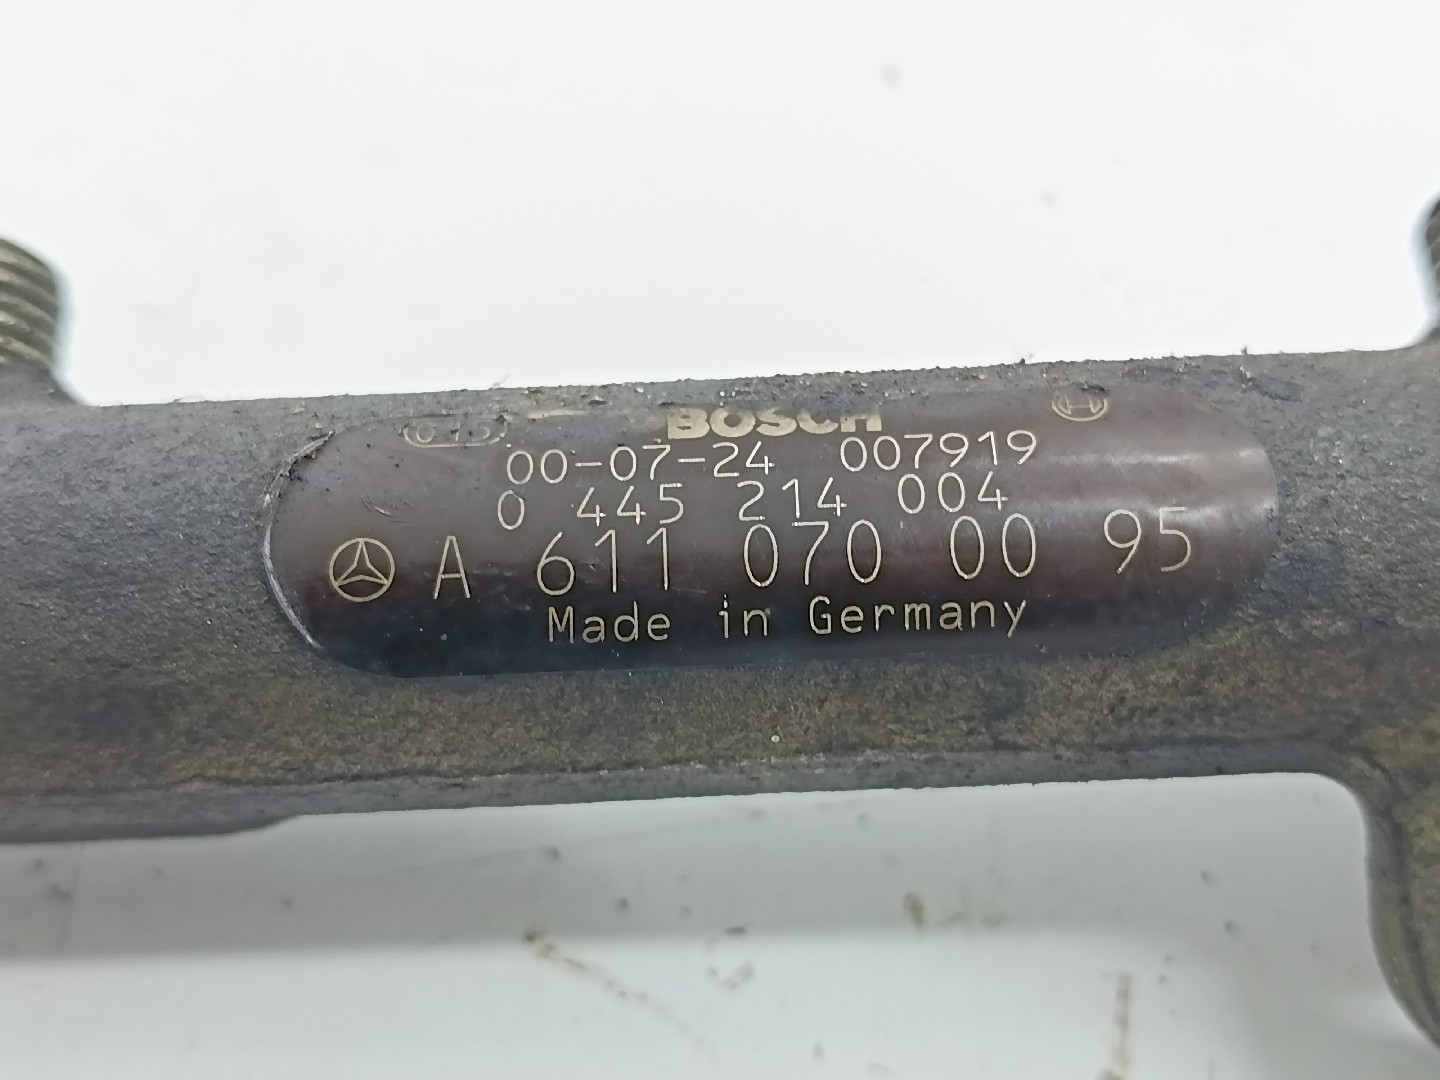 BOSCH
00-07-24 007919
0 445 214 004
A 611 070 00 95
Made in Germany